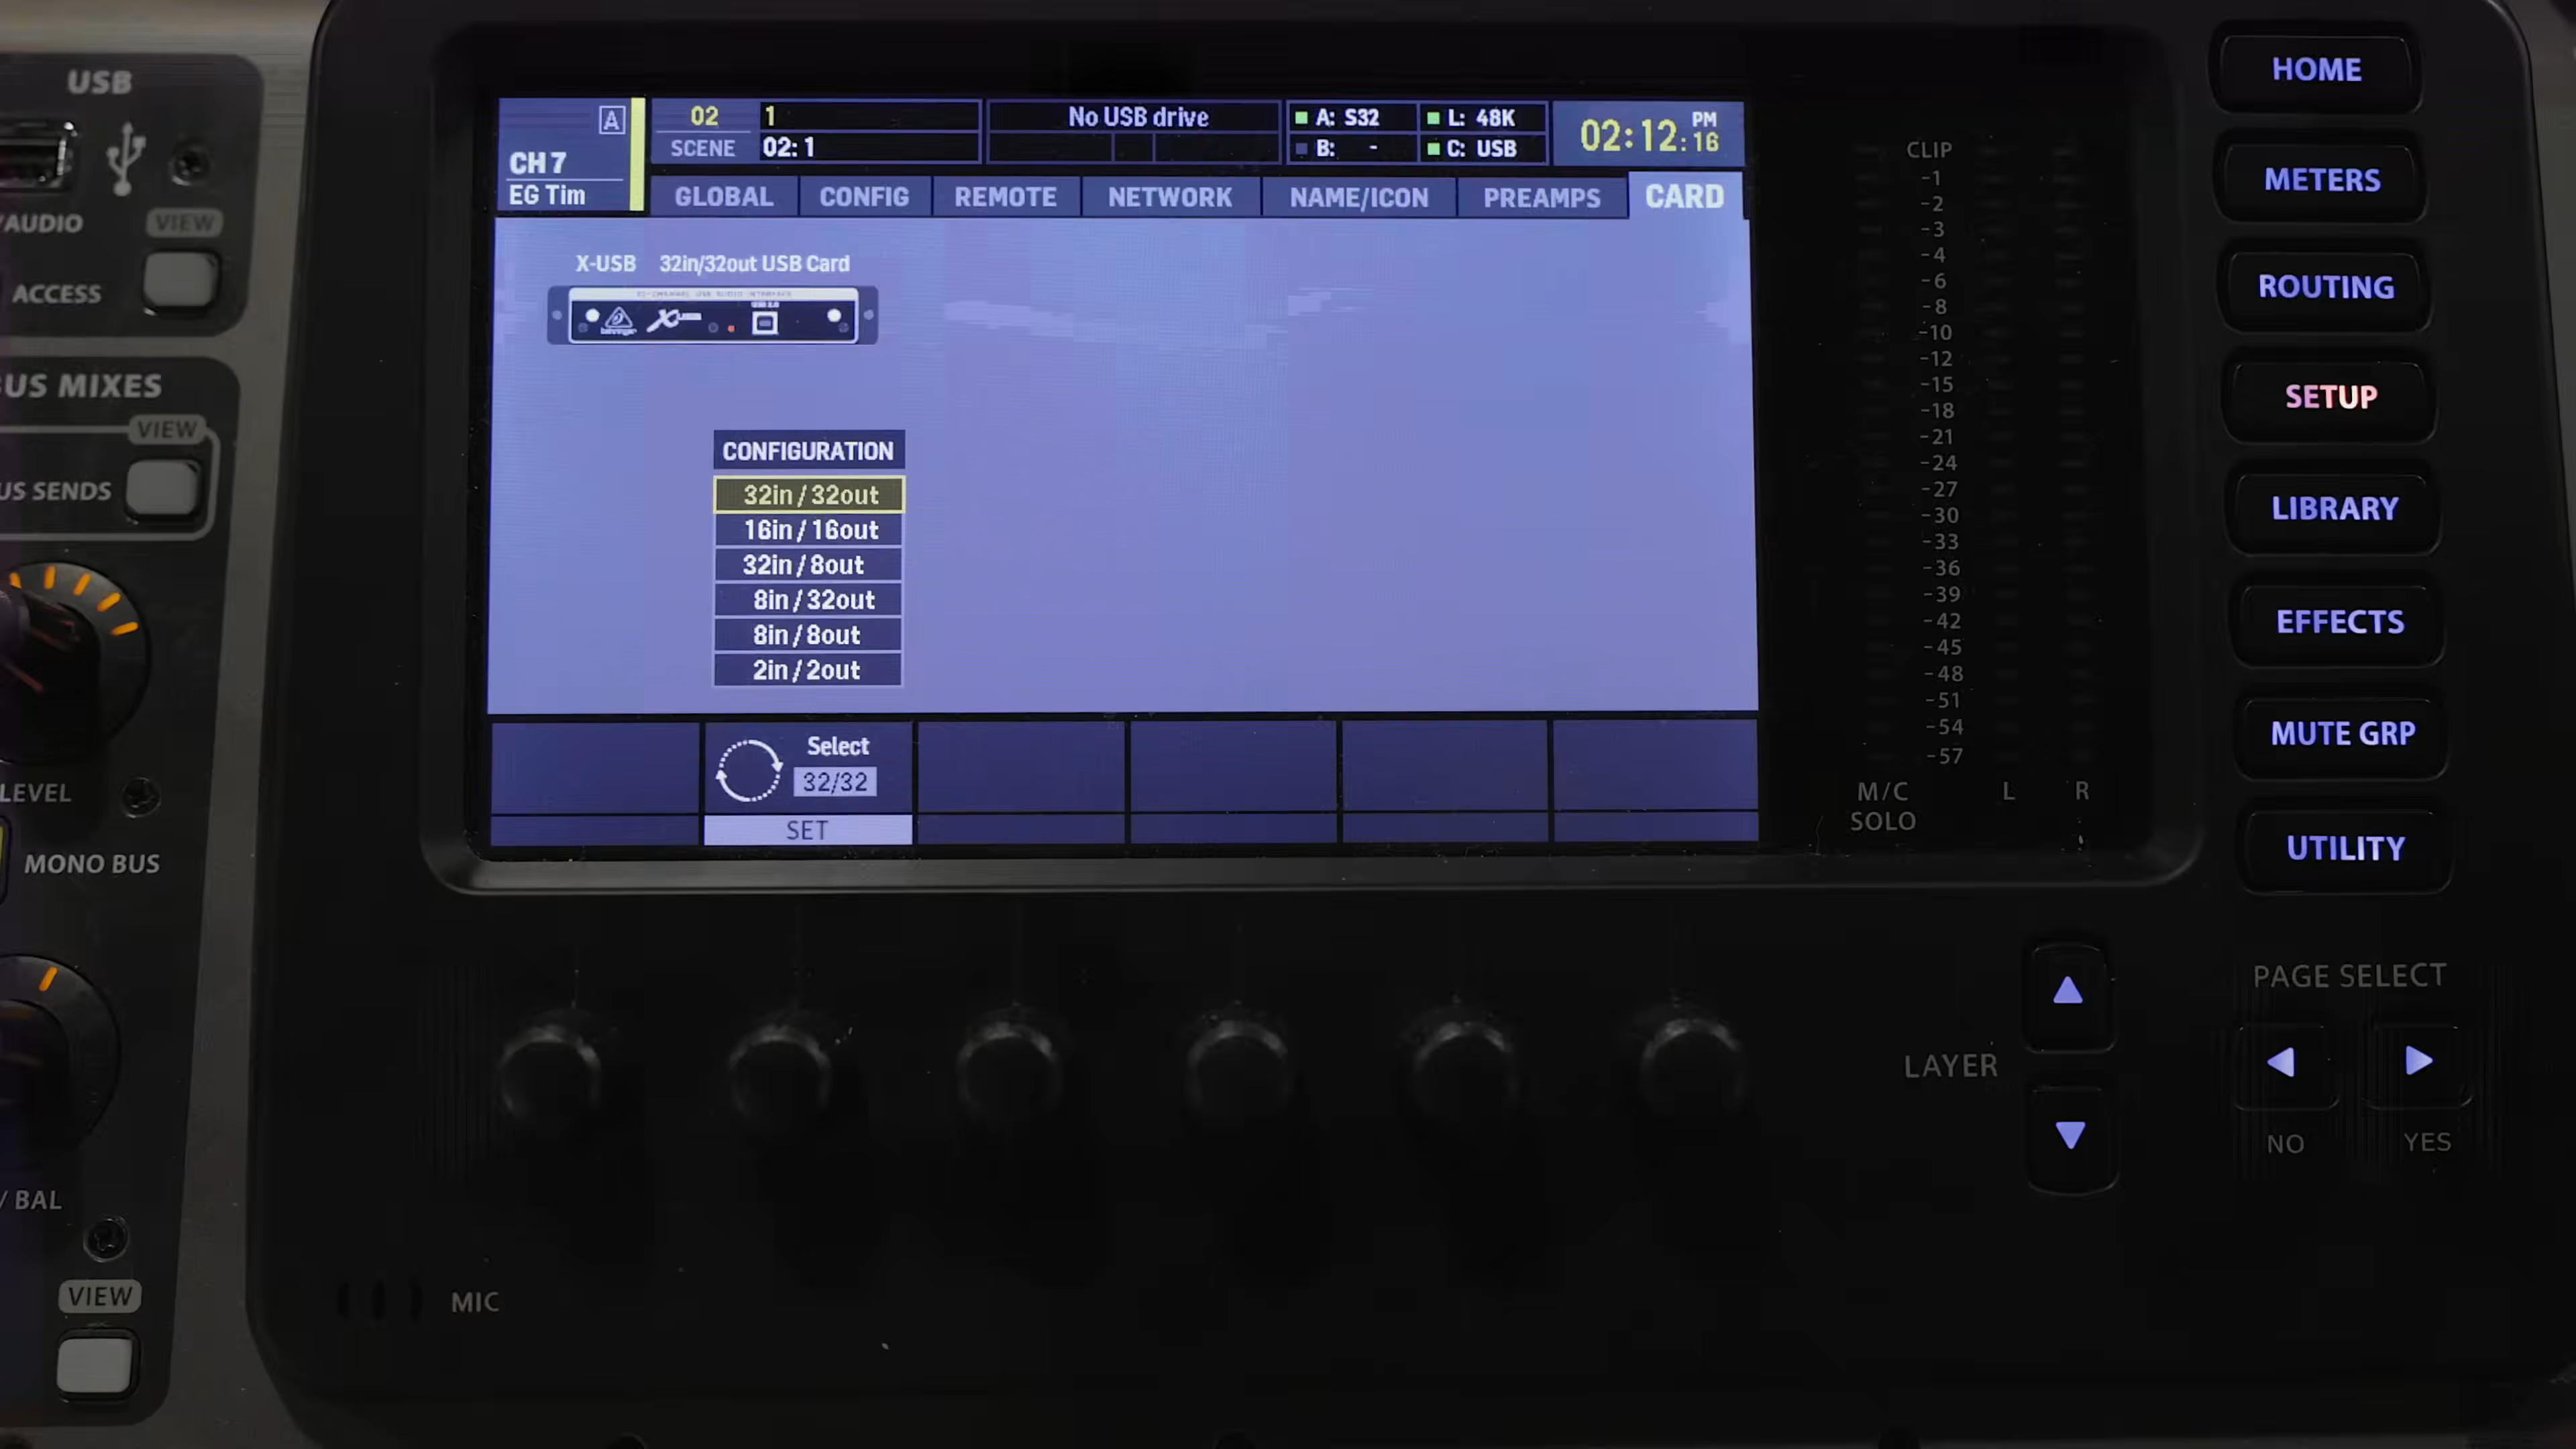 USB
/AUDIO
VIEW
ACCESS
US MIXES
VIEW
US SENDS
LEVEL
MONO BUS
/ BAL
VIEW
MIC
A
CH 7
EG Tim
02
SCENE
1
02: 1
No USB drive
A: S32
B: -
L: 48K
C: USB
02:12:16 PM
GLOBAL
CONFIG
REMOTE
NETWORK
NAME/ICON
PREAMPS
CARD
X-USB 32in/32out USB Card
behringer
CONFIGURATION
32in / 32out
16in / 16out
32in / 8out
8in / 32out
8in / 8out
2in / 2out
Select
32/32
SET
CLIP
-1
-2
-3
-4
-6
-8
-10
-12
-15
-18
-21
-24
-27
-30
-33
-36
-39
-42
-45
-48
-51
-54
-57
M/C
SOLO
L
R
HOME
METERS
ROUTING
SETUP
LIBRARY
EFFECTS
MUTE GRP
UTILITY
LAYER
PAGE SELECT
NO
YES